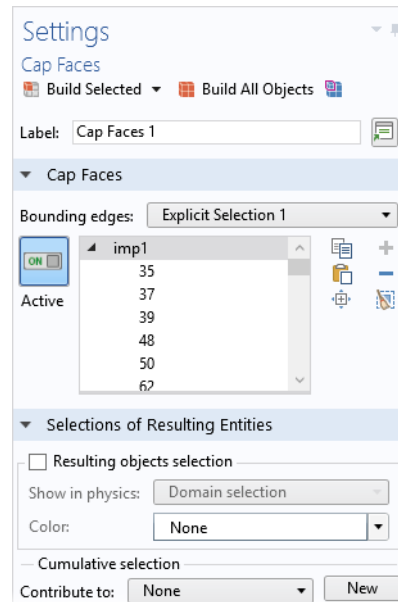 Settings
Cap Faces
Build Selected Build All Objects
Label: Cap Faces 1
Cap Faces
Bounding edges: Explicit Selection 1
ON
Active
imp1
35
37
39
48
50
62
Selections of Resulting Entities
Resulting objects selection
Show in physics: Domain selection
Color: None
Cumulative selection
Contribute to: None New